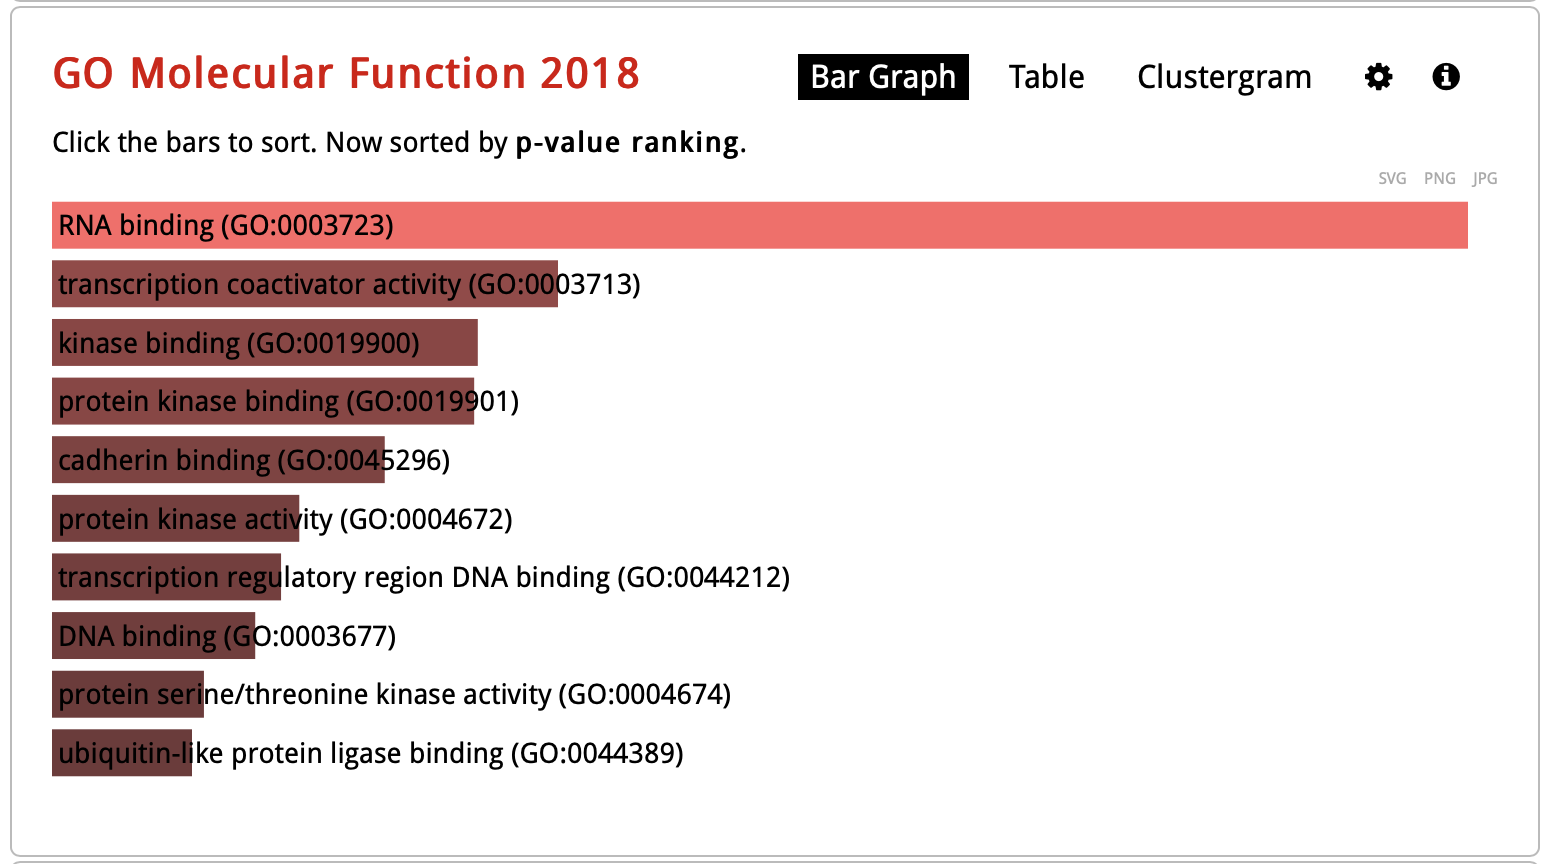 GO Molecular Function 2018
Bar Graph Table Clustergram
Click the bars to sort. Now sorted by p-value ranking.
SVG PNG JPG
RNA binding (GO:0003723)
transcription coactivator activity (GO:0003713)
kinase binding (GO:0019900)
protein kinase binding (GO:0019901)
cadherin binding (GO:0045296)
protein kinase activity (GO:0004672)
transcription regulatory region DNA binding (GO:0044212)
DNA binding (GO:0003677)
protein serine/threonine kinase activity (GO:0004674)
ubiquitin-like protein ligase binding (GO:0044389)